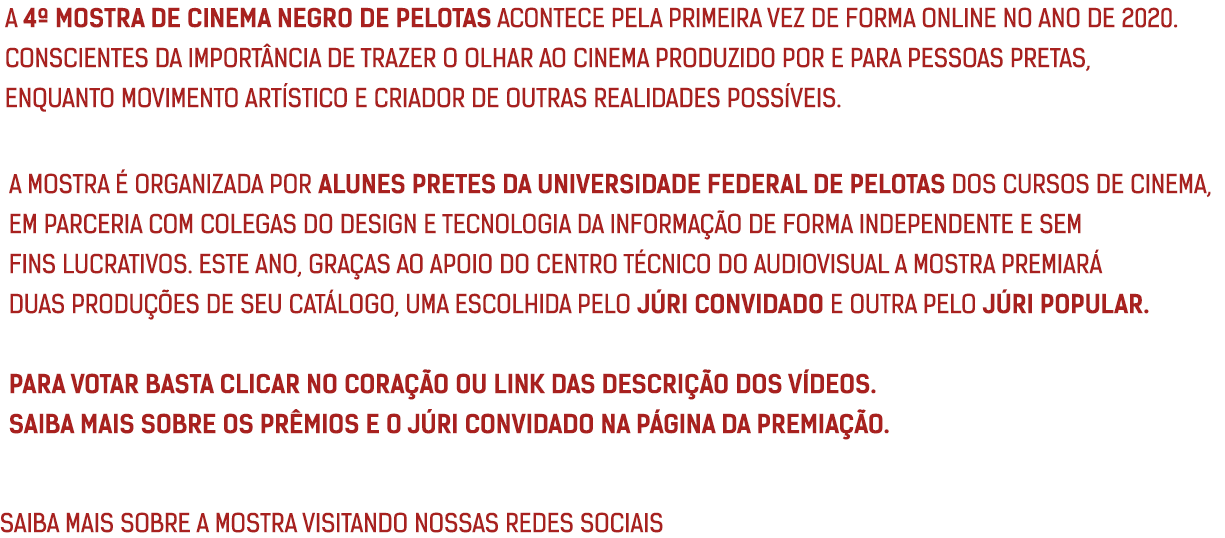 A 4º MOSTRA DE CINEMA NEGRO DE PELOTAS ACONTECE PELA PRIMEIRA VEZ DE FORMA ONLINE NO ANO DE 2020.
CONSCIENTES DA IMPORTÂNCIA DE TRAZER O OLHAR AO CINEMA PRODUZIDO POR E PARA PESSOAS PRETAS,
ENQUANTO MOVIMENTO ARTÍSTICO E CRIADOR DE OUTRAS REALIDADES POSSÍVEIS.
A MOSTRA É ORGANIZADA POR ALUNES PRETES DA UNIVERSIDADE FEDERAL DE PELOTAS DOS CURSOS DE CINEMA,
EM PARCERIA COM COLEGAS DO DESIGN E TECNOLOGIA DA INFORMAÇÃO DE FORMA INDEPENDENTE E SEM
FINS LUCRATIVOS. ESTE ANO, GRAÇAS AO APOIO DO CENTRO TÉCNICO DO AUDIOVISUAL A MOSTRA PREMIARÁ
DUAS PRODUÇÕES DE SEU CATÁLOGO, UMA ESCOLHIDA PELO JÚRI CONVIDADO E OUTRA PELO JÚRI POPULAR.
PARA VOTAR BASTA CLICAR NO CORAÇÃO OU LINK DAS DESCRIÇÃO DOS VÍDEOS.
SAIBA MAIS SOBRE OS PRÊMIOS E O JÚRI CONVIDADO NA PÁGINA DA PREMIAÇÃO.
SAIBA MAIS SOBRE A MOSTRA VISITANDO NOSSAS REDES SOCIAIS